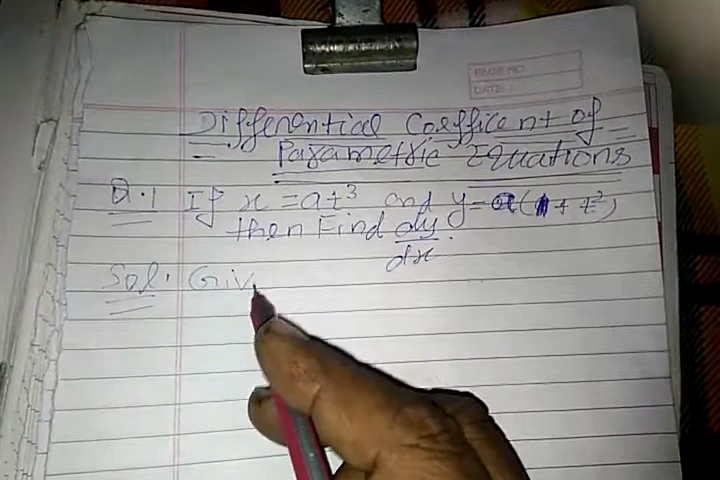 PAGE NO.
DATE :
Differential Coefficent of
Parametric Equations
Q.1 If x = at³ and y = a(1 + t²)
then Find dy/dx.
Sol. Giv